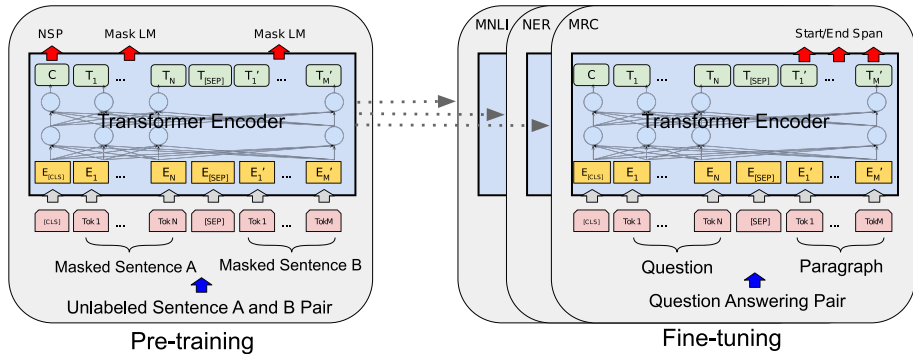 MNLI NER MRC
NSP Mask LM Mask LM Start/End Span
C T1 ... TN T[SEP] T1' ... TM'
C T1 ... TN T[SEP] T1' ... TM'
Transformer Encoder
Transformer Encoder
E[CLS] E1 ... EN E[SEP] E1' ... EM'
E[CLS] E1 ... EN E[SEP] E1' ... EM'
[CLS] Tok 1 ... Tok N [SEP] Tok 1 ... TokM
[CLS] Tok 1 ... Tok N [SEP] Tok 1 ... TokM
Masked Sentence A Masked Sentence B
Question Paragraph
Unlabeled Sentence A and B Pair
Question Answering Pair
Pre-training
Fine-tuning